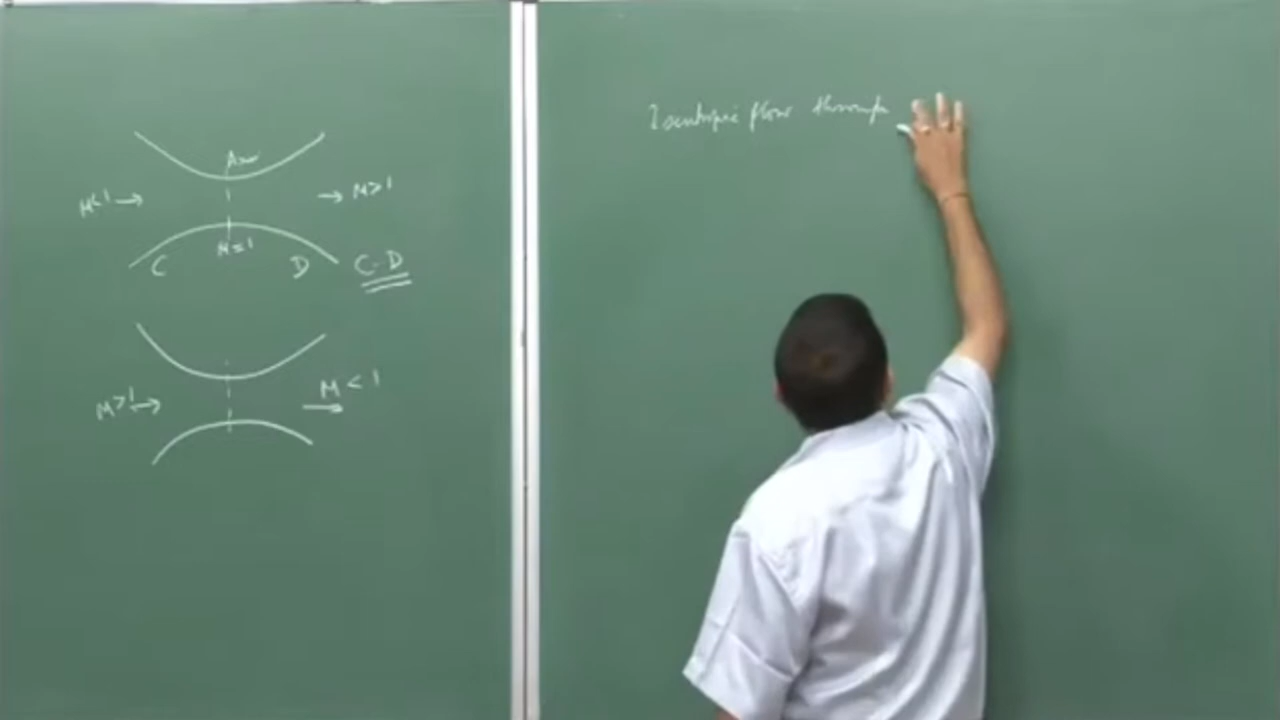 M<1 →
→ M>1
M=1
C
D
C-D
M>1 →
M<1
Isentropic flow through